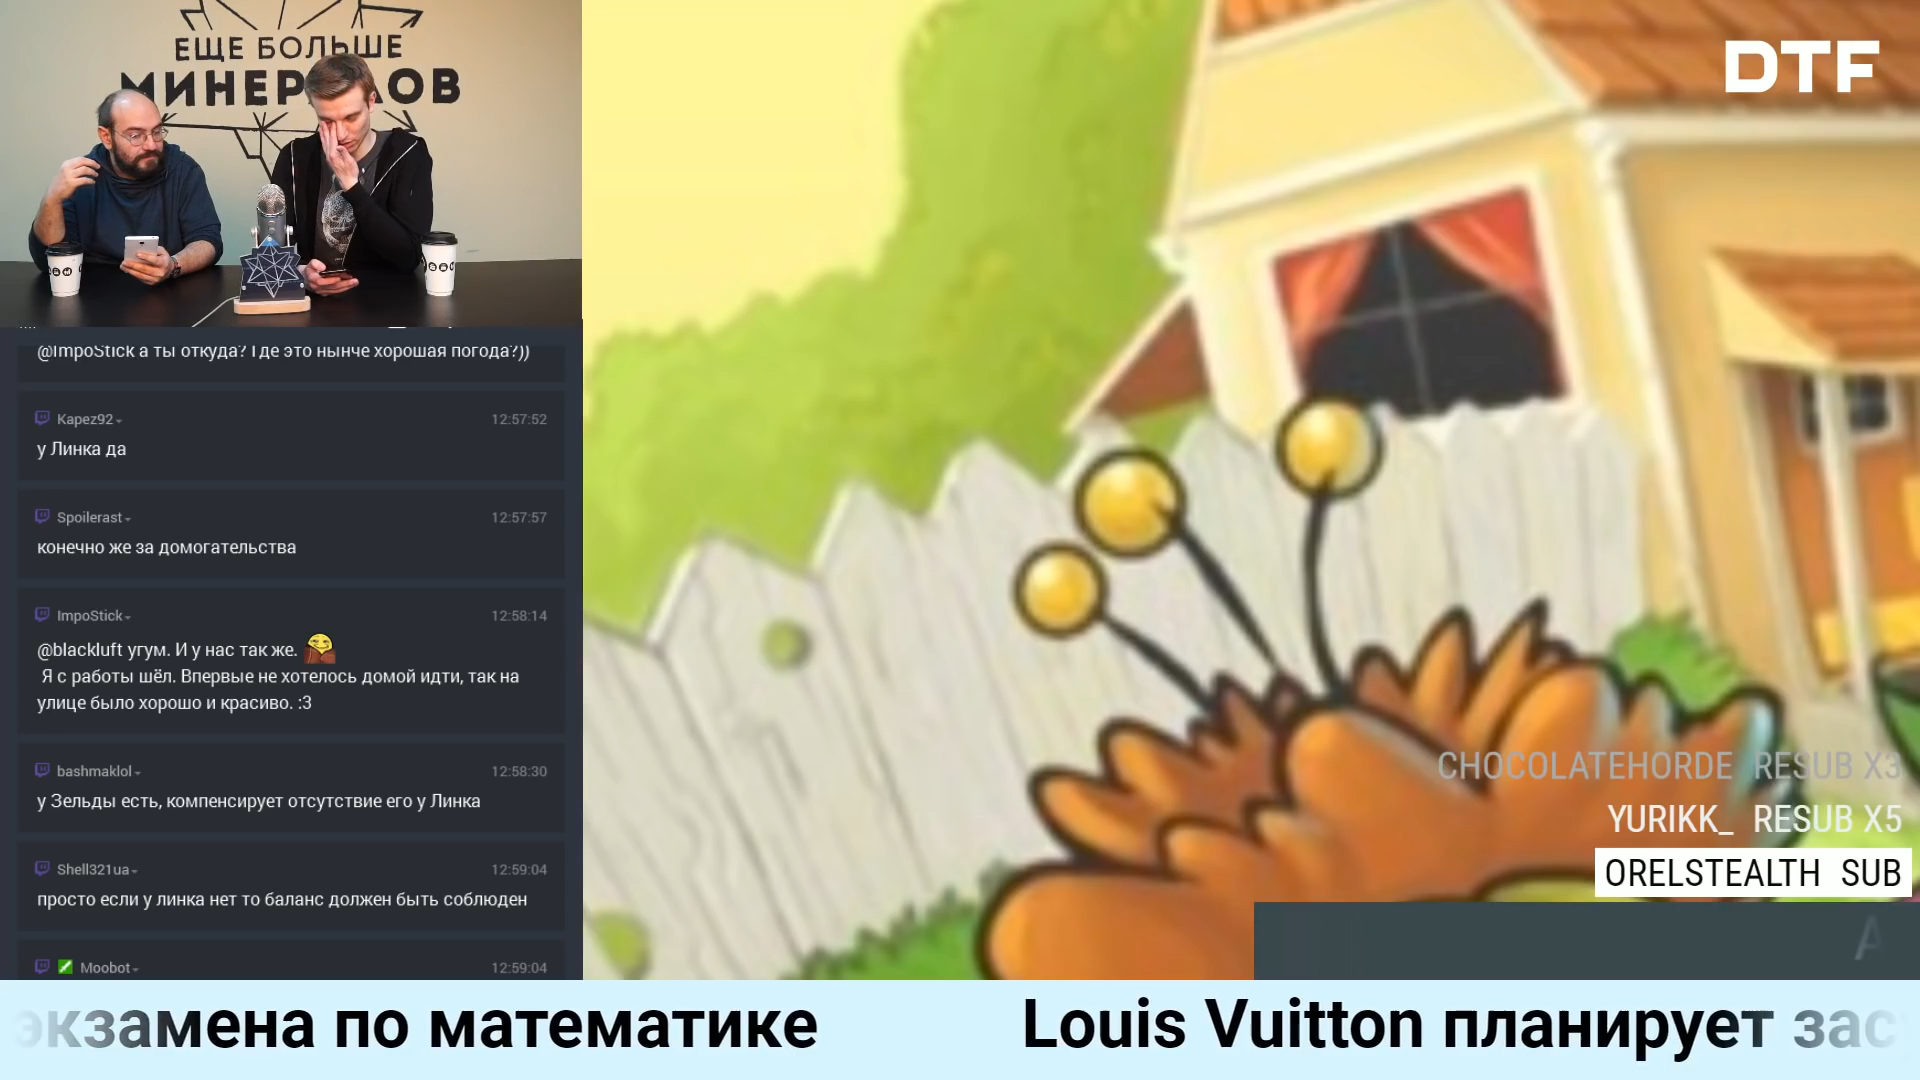 ЕЩЕ БОЛЬШЕ
DTF
@ImpoStick а ты откуда? Где это нынче хорошая погода?))
Kapez92
12:57:52
у Линка да
Spoilerast
12:57:57
конечно же за домогательства
ImpoStick
12:58:14
@blackluft угум. И у нас так же.
Я с работы шёл. Впервые не хотелось домой идти, так на
улице было хорошо и красиво. :3
bashmaklol
12:58:30
у Зельды есть, компенсирует отсутствие его у Линка
Shell321ua
12:59:04
просто если у линка нет то баланс должен быть соблюден
Moobot
12:59:04
CHOCOLATEHORDE RESUB X3
YURIKK_ RESUB X5
ORELSTEALTH SUB
A
экзамена по математике
Louis Vuitton планирует